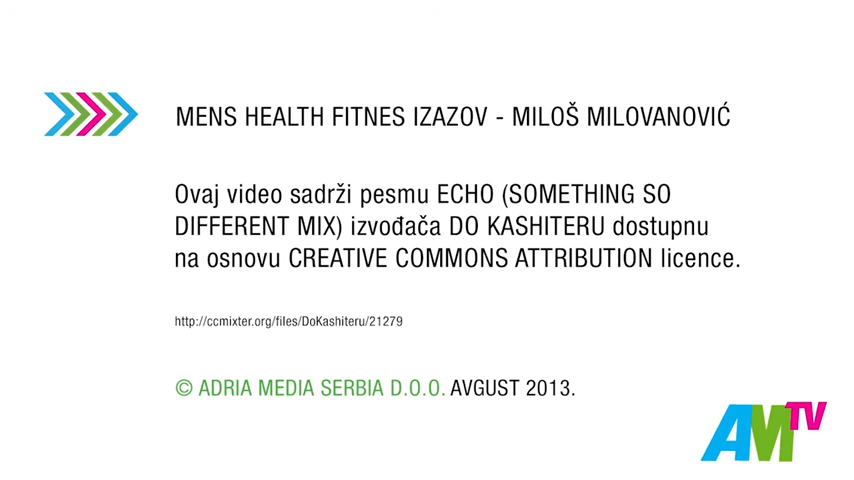 MENS HEALTH FITNES IZAZOV - MILOŠ MILOVANOVIĆ
Ovaj video sadrži pesmu ECHO (SOMETHING SO
DIFFERENT MIX) izvođača DO KASHITERU dostupnu
na osnovu CREATIVE COMMONS ATTRIBUTION licence.
http://ccmixter.org/files/DoKashiteru/21279
© ADRIA MEDIA SERBIA D.O.O. AVGUST 2013.
AMTV